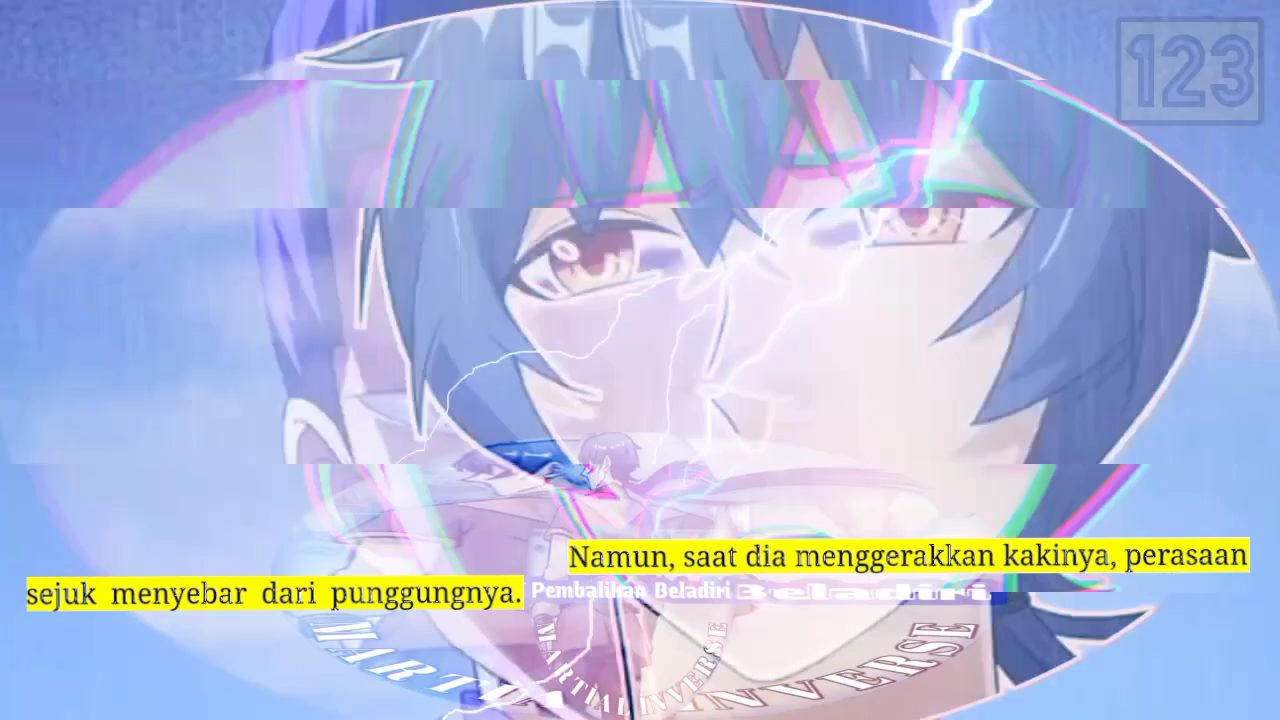 123
Namun, saat dia menggerakkan kakinya, perasaan
sejuk menyebar dari punggungnya.
Pembalikan Beladiri Beladiri
MARTIAL INVERSE
MARTIAL INVERSE